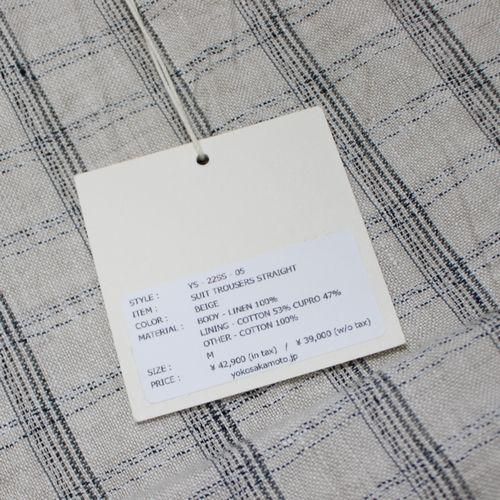 STYLE : YS - 22SS - 05
ITEM : SUIT TROUSERS STRAIGHT
COLOR : BEIGE
MATERIAL : BODY - LINEN 100%
LINING - COTTON 53% CUPRO 47%
OTHER - COTTON 100%
SIZE : M
PRICE : ¥ 42,900 (in tax) / ¥ 39,000 (w/o tax)
yokosakamoto.jp